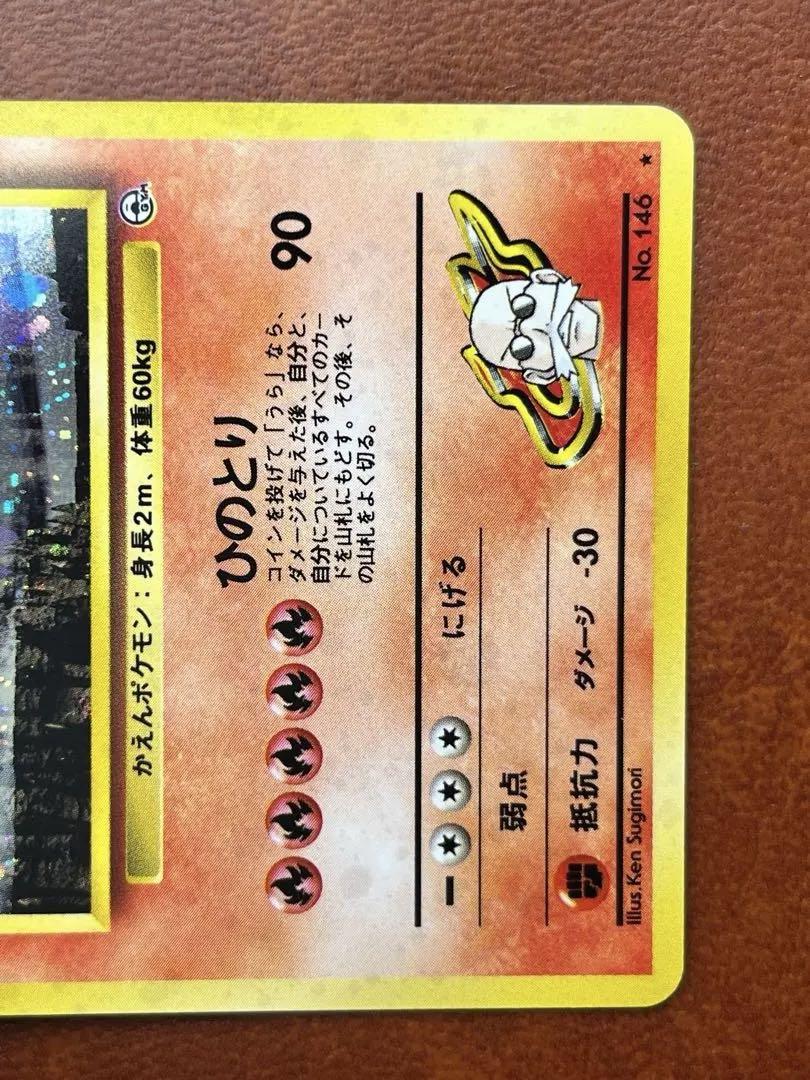 GYM
かえんポケモン：身長2m、体重60kg
ひのとり
90
コインを投げて「うら」なら、
ダメージを与えた後、自分と、
自分についているすべてのカー
ドを山札にもどす。その後、そ
の山札をよく切る。
にげる
弱点
抵抗力 ダメージ -30
Illus. Ken Sugimori
No. 146 ★